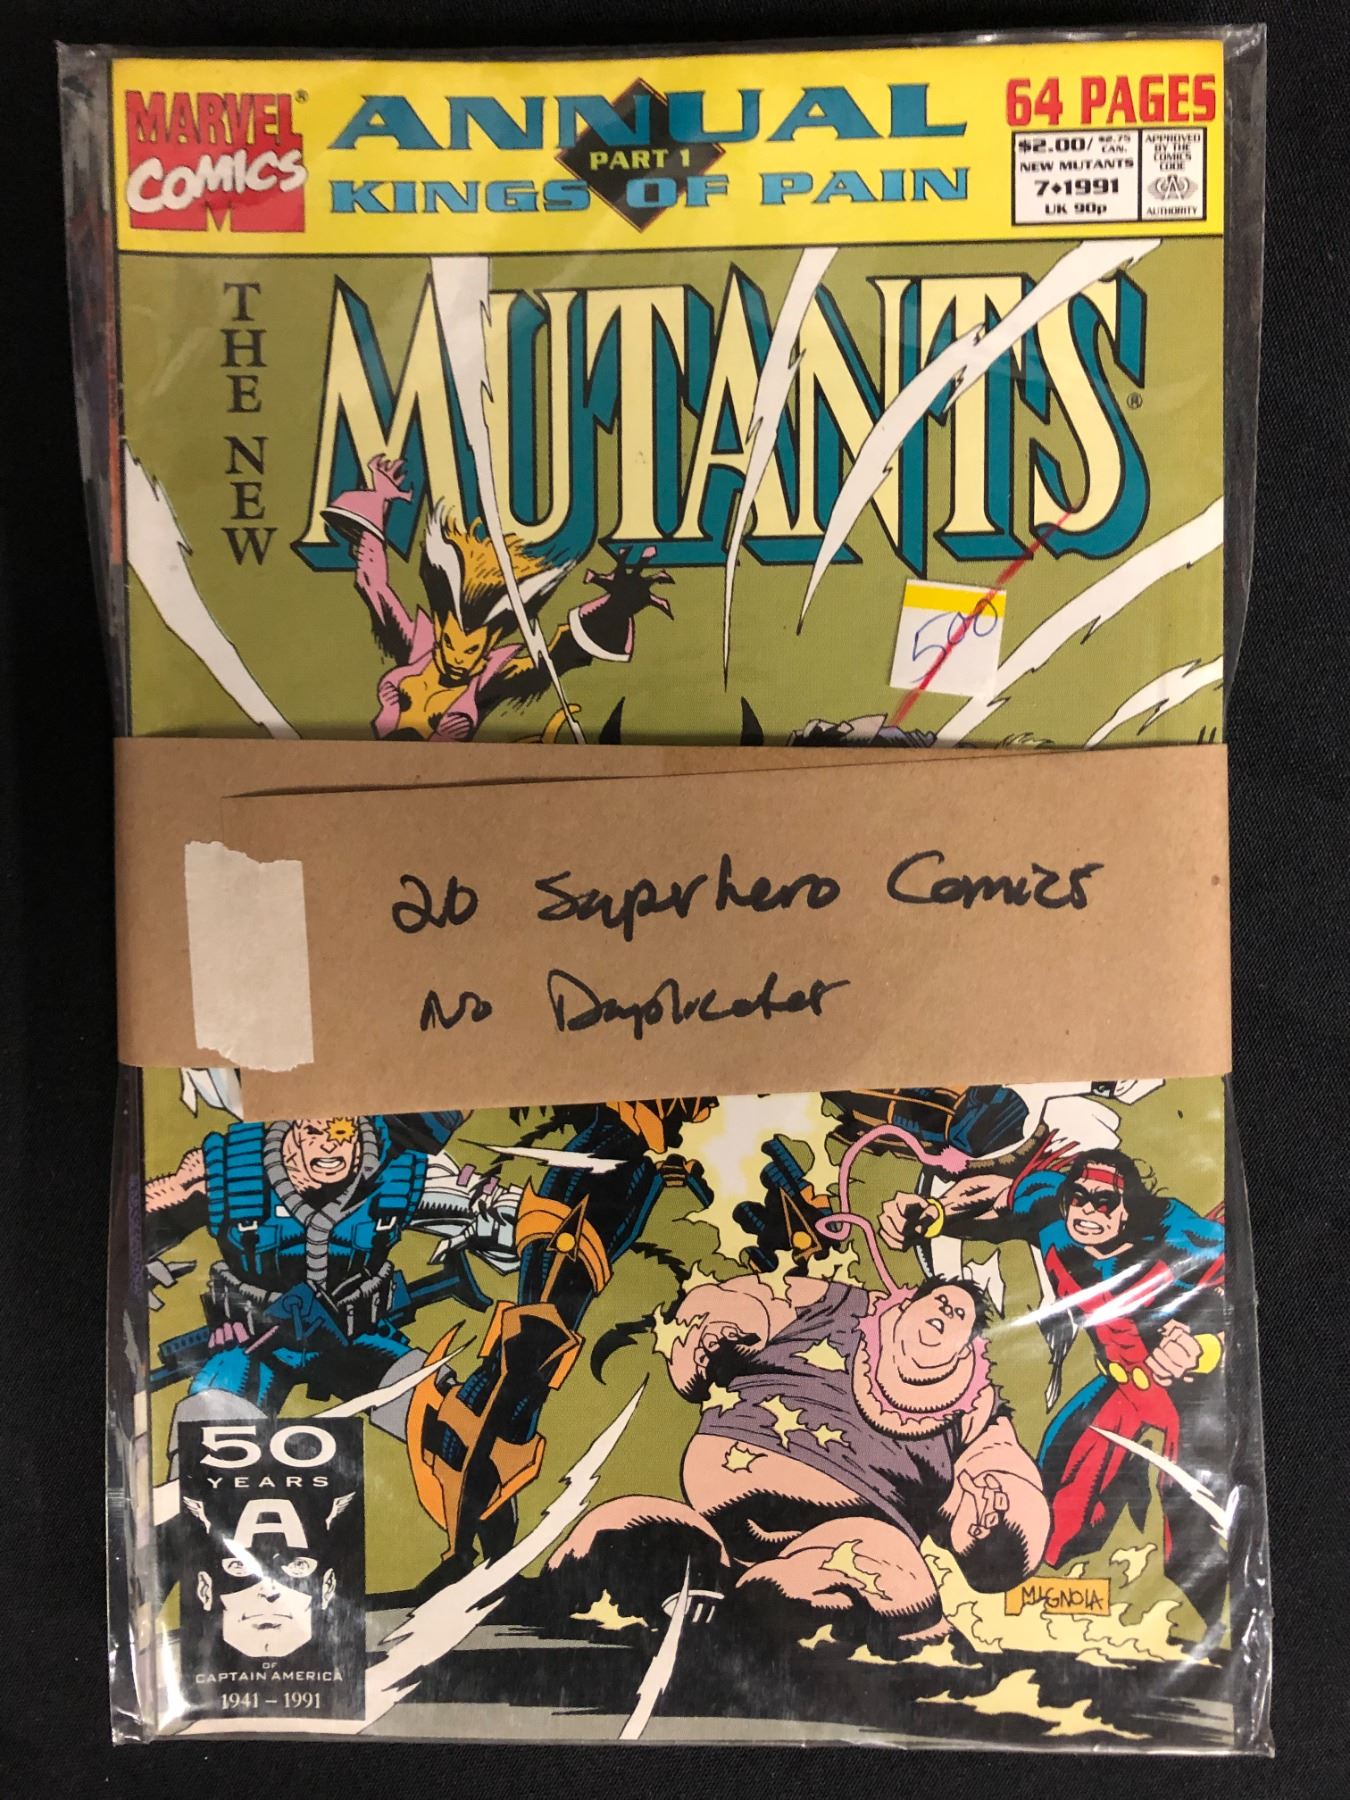 MARVEL®
COMICS
M
ANNUAL
PART 1
KINGS OF PAIN
64 PAGES
$2.00/ $2.75 CAN.
NEW MUTANTS
7♦1991
UK 90p
APPROVED
BY THE
COMICS
CODE
CA
AUTHORITY
THE NEW
MUTANTS®
500
20 Superhero Comics
No Duplicates
50
YEARS
A
OF
CAPTAIN AMERICA
1941 – 1991
MIGNOLA